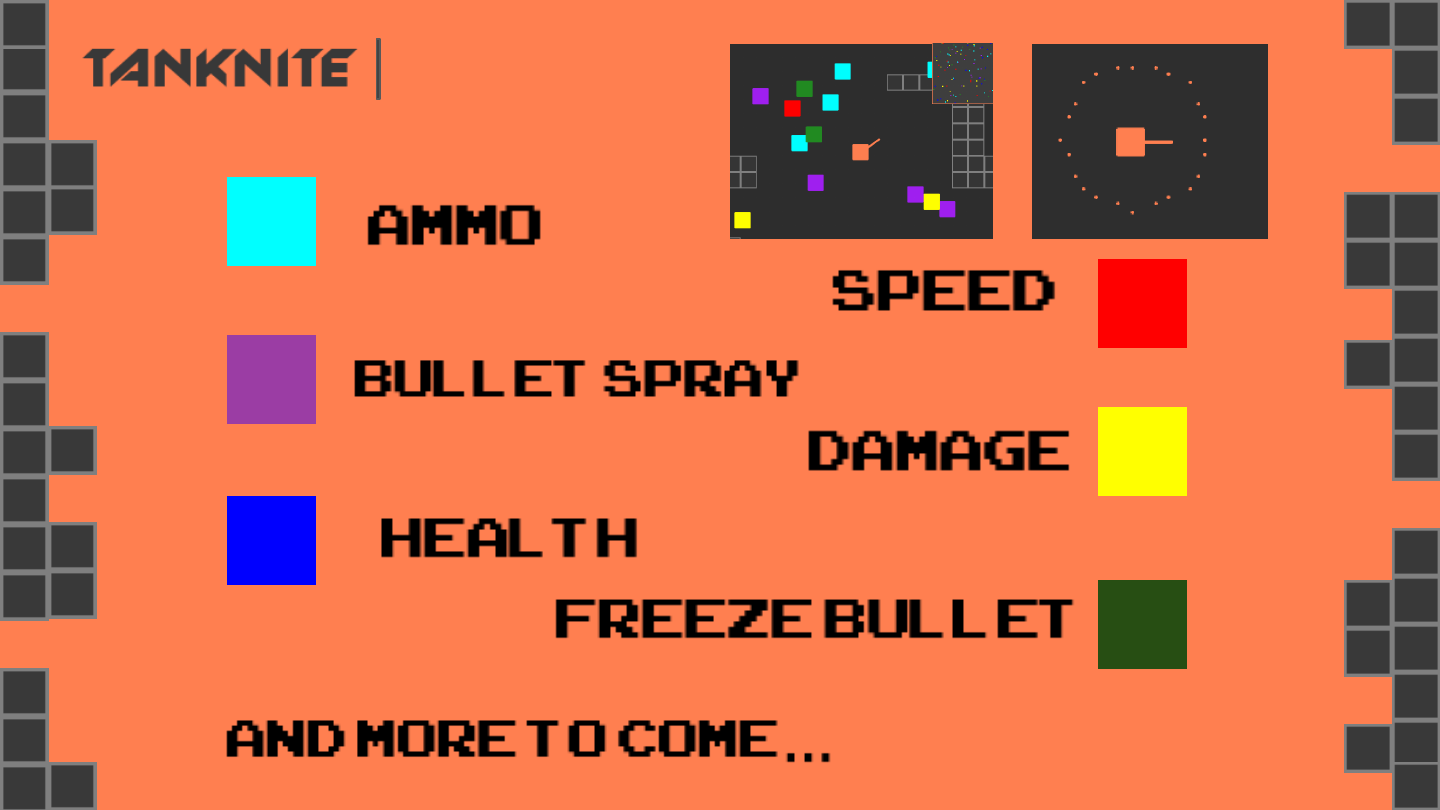 TANKNITE
AMMO
SPEED
BULLET SPRAY
DAMAGE
HEALTH
FREEZE BULLET
AND MORE TO COME...